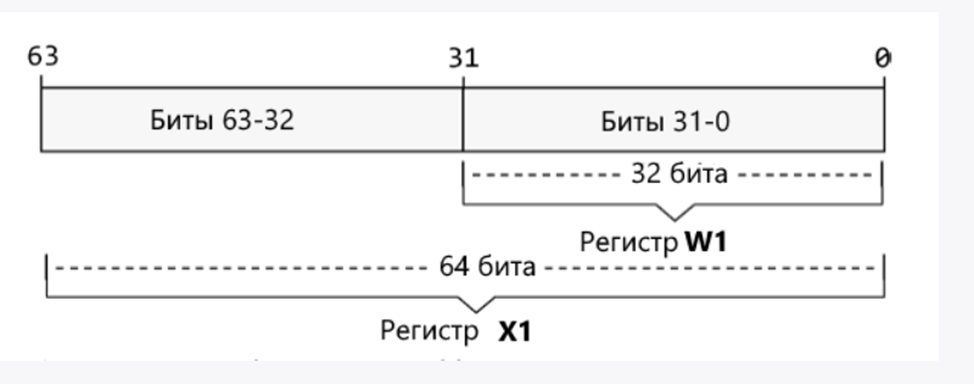 63 31 0
Биты 63-32 Биты 31-0
32 бита
Регистр W1
64 бита
Регистр X1